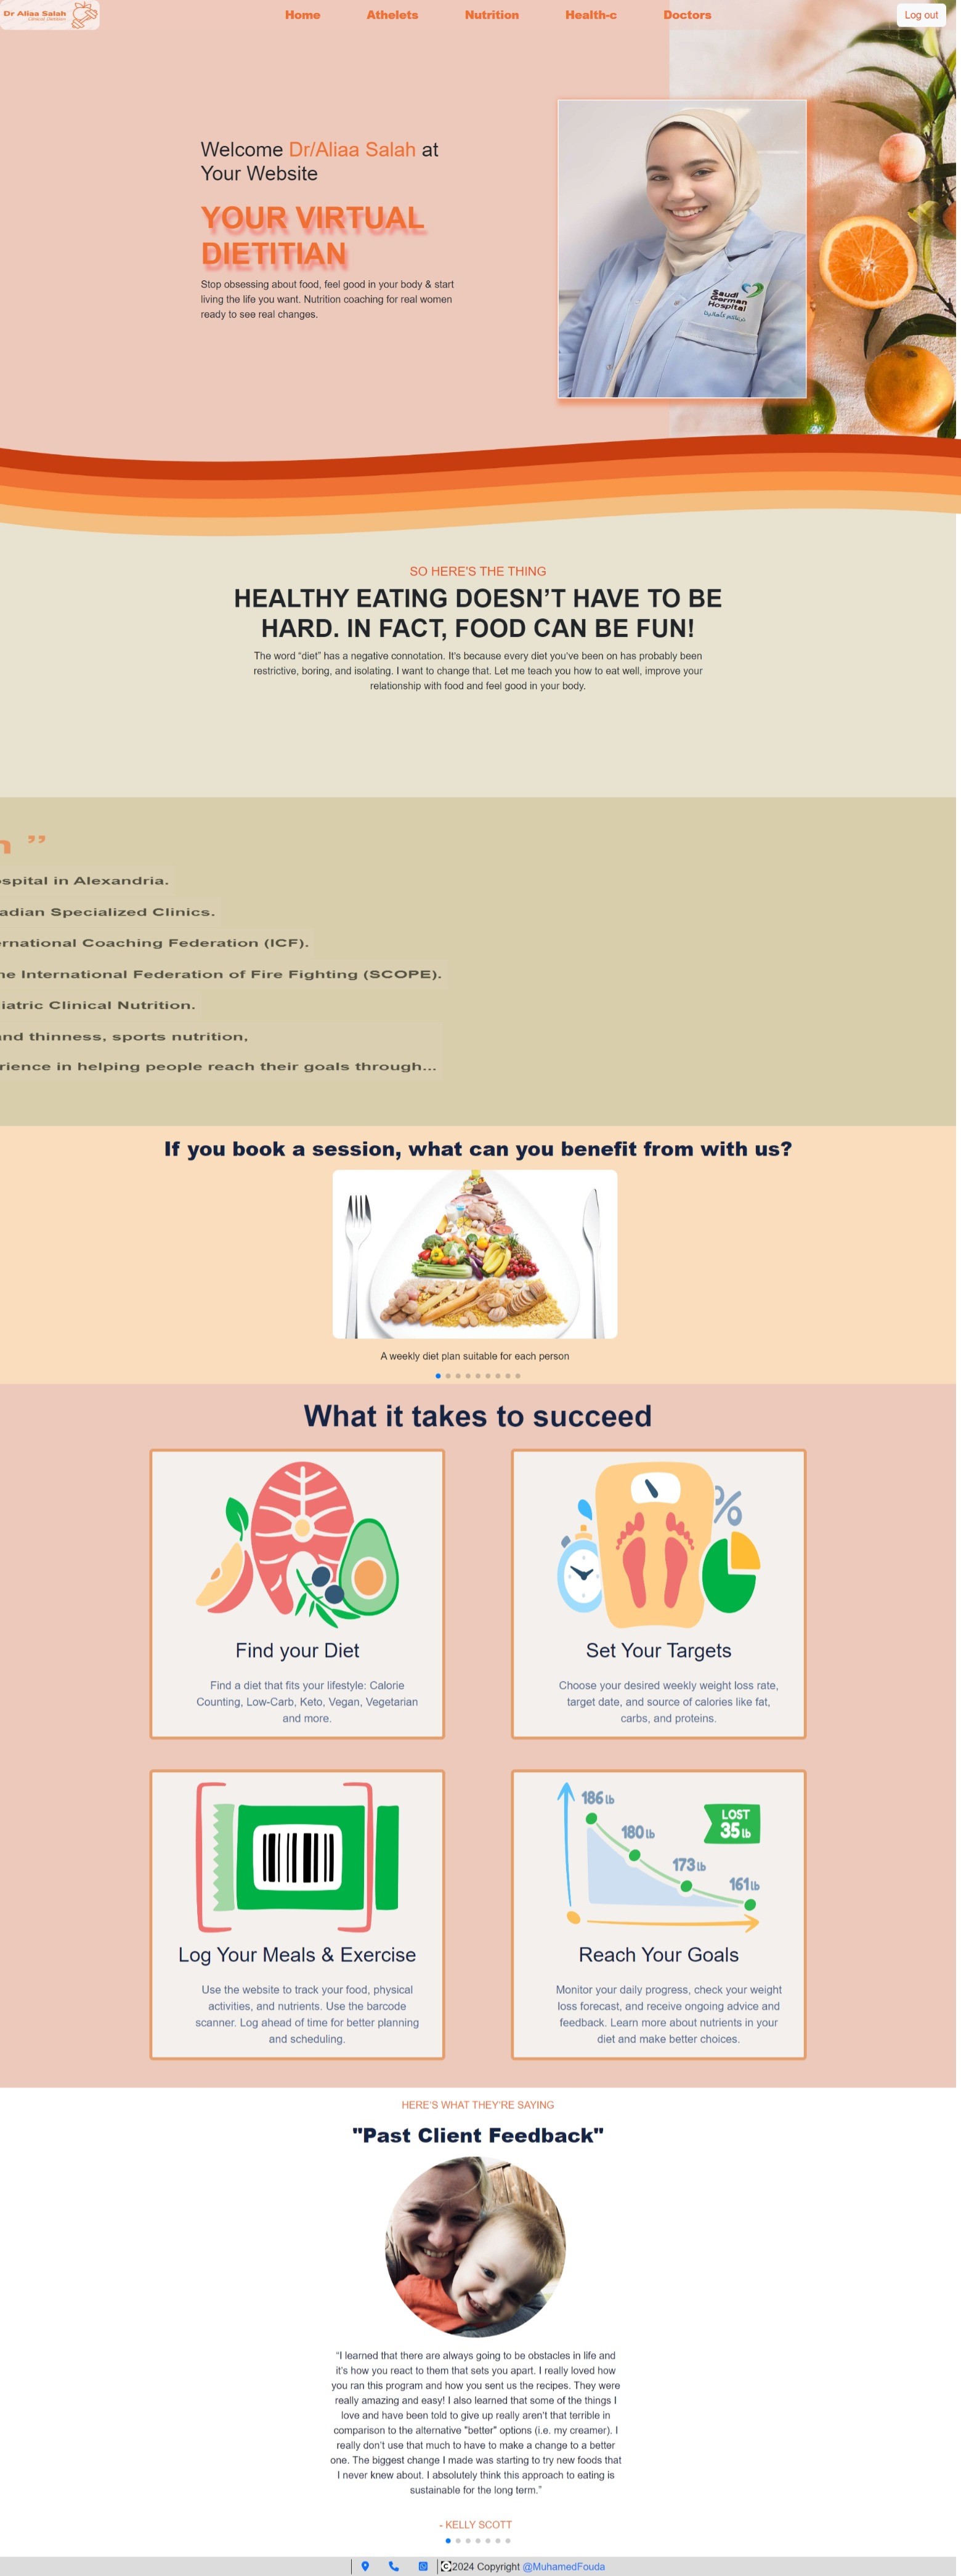 Dr Aliaa Salah
Clinical Dietitian
Home
Athelets
Nutrition
Health-c
Doctors
Log out
Welcome Dr/Aliaa Salah at
Your Website
YOUR VIRTUAL
DIETITIAN
Stop obsessing about food, feel good in your body & start
living the life you want. Nutrition coaching for real women
ready to see real changes.
Saudi
German
Hospital
SO HERE'S THE THING
HEALTHY EATING DOESN’T HAVE TO BE
HARD. IN FACT, FOOD CAN BE FUN!
The word “diet” has a negative connotation. It's because every diet you've been on has probably been
restrictive, boring, and isolating. I want to change that. Let me teach you how to eat well, improve your
relationship with food and feel good in your body.
n ”
spital in Alexandria.
adian Specialized Clinics.
ernational Coaching Federation (ICF).
he International Federation of Fire Fighting (SCOPE).
iatric Clinical Nutrition.
and thinness, sports nutrition,
rience in helping people reach their goals through...
If you book a session, what can you benefit from with us?
A weekly diet plan suitable for each person
What it takes to succeed
%
Find your Diet
Find a diet that fits your lifestyle: Calorie
Counting, Low-Carb, Keto, Vegan, Vegetarian
and more.
Set Your Targets
Choose your desired weekly weight loss rate,
target date, and source of calories like fat,
carbs, and proteins.
Log Your Meals & Exercise
Use the website to track your food, physical
activities, and nutrients. Use the barcode
scanner. Log ahead of time for better planning
and scheduling.
186 lb
180 lb
173 lb
161 lb
LOST
35 lb
Reach Your Goals
Monitor your daily progress, check your weight
loss forecast, and receive ongoing advice and
feedback. Learn more about nutrients in your
diet and make better choices.
HERE'S WHAT THEY'RE SAYING
"Past Client Feedback"
“I learned that there are always going to be obstacles in life and
it's how you react to them that sets you apart. I really loved how
you ran this program and how you sent us the recipes. They were
really amazing and easy! I also learned that some of the things I
love and have been told to give up really aren't that terrible in
comparison to the alternative "better" options (i.e. my creamer). I
really don't use that much to have to make a change to a better
one. The biggest change I made was starting to try new foods that
I never knew about. I absolutely think this approach to eating is
sustainable for the long term.”
- KELLY SCOTT
©2024 Copyright @MuhamedFouda